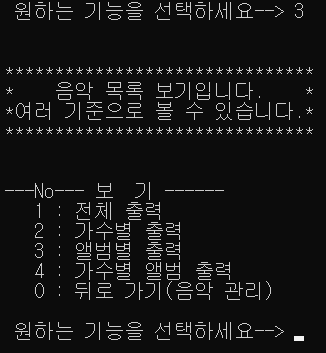 원하는 기능을 선택하세요--> 3
*******************************
*    음악 목록 보기입니다.    *
*여러 기준으로 볼 수 있습니다.*
*******************************
---No--- 보  기 ------
1 : 전체 출력
2 : 가수별 출력
3 : 앨범별 출력
4 : 가수별 앨범 출력
0 : 뒤로 가기(음악 관리)
원하는 기능을 선택하세요-->